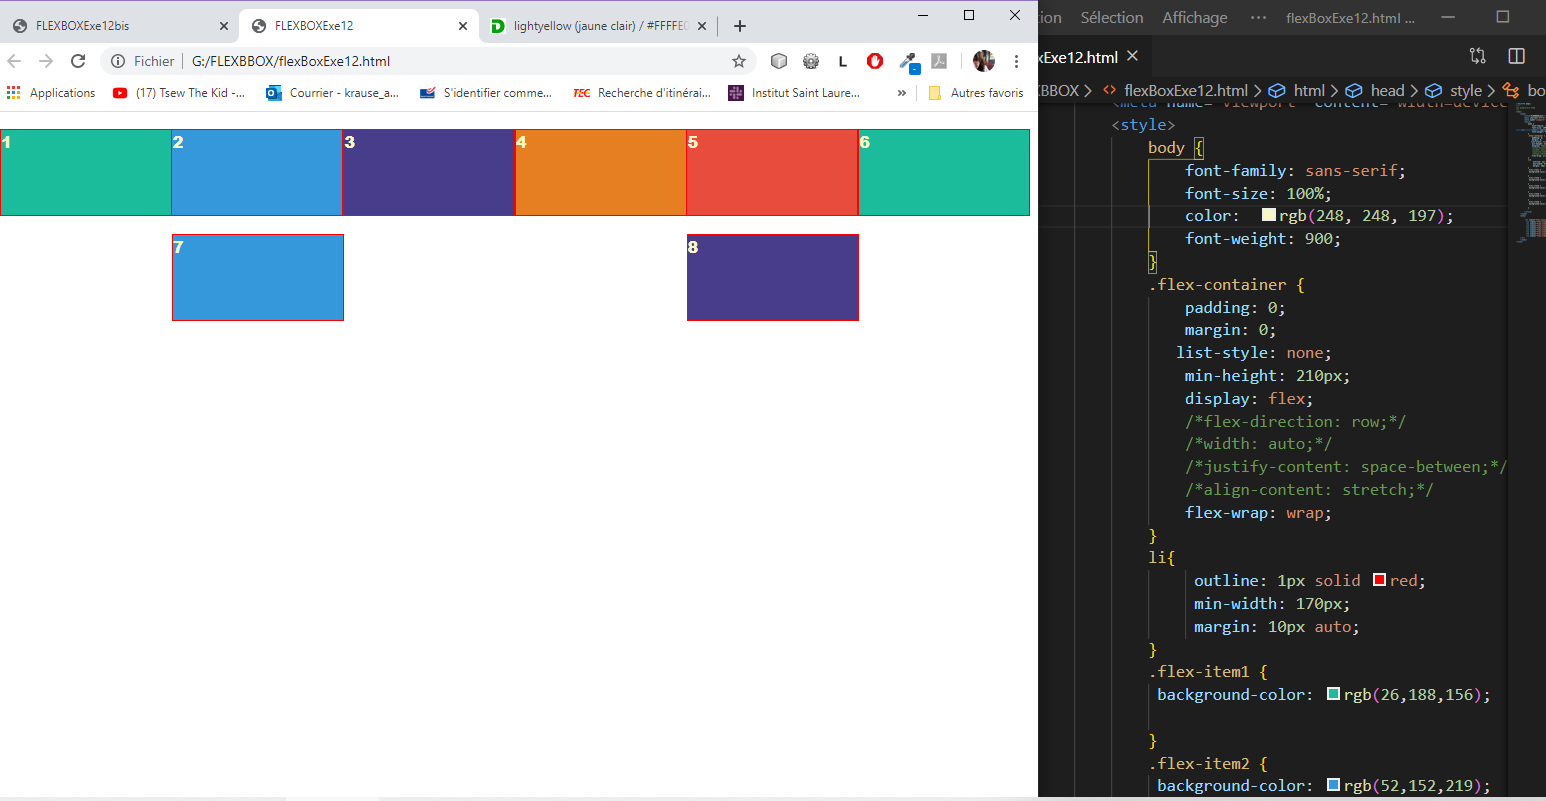 FLEXBOXExe12bis
FLEXBOXExe12
lightyellow (jaune clair) / #FFFFE0
Fichier
G:/FLEXBBOX/flexBoxExe12.html
L
Applications
(17) Tsew The Kid -...
Courrier - krause_a...
S'identifier comme...
TEC Recherche d'itinérai...
Institut Saint Laure...
»
Autres favoris
1
2
3
4
5
6
7
8
tion
Sélection
Affichage
···
flexBoxExe12.html ...
xExe12.html
XBBOX > <> flexBoxExe12.html > html > head > style > bo
<meta name="viewport" content="width=device
<style>
body {
font-family: sans-serif;
font-size: 100%;
color: rgb(248, 248, 197);
font-weight: 900;
}
.flex-container {
padding: 0;
margin: 0;
list-style: none;
min-height: 210px;
display: flex;
/*flex-direction: row;*/
/*width: auto;*/
/*justify-content: space-between;*/
/*align-content: stretch;*/
flex-wrap: wrap;
}
li{
outline: 1px solid red;
min-width: 170px;
margin: 10px auto;
}
.flex-item1 {
background-color: rgb(26,188,156);
}
.flex-item2 {
background-color: rgb(52,152,219);